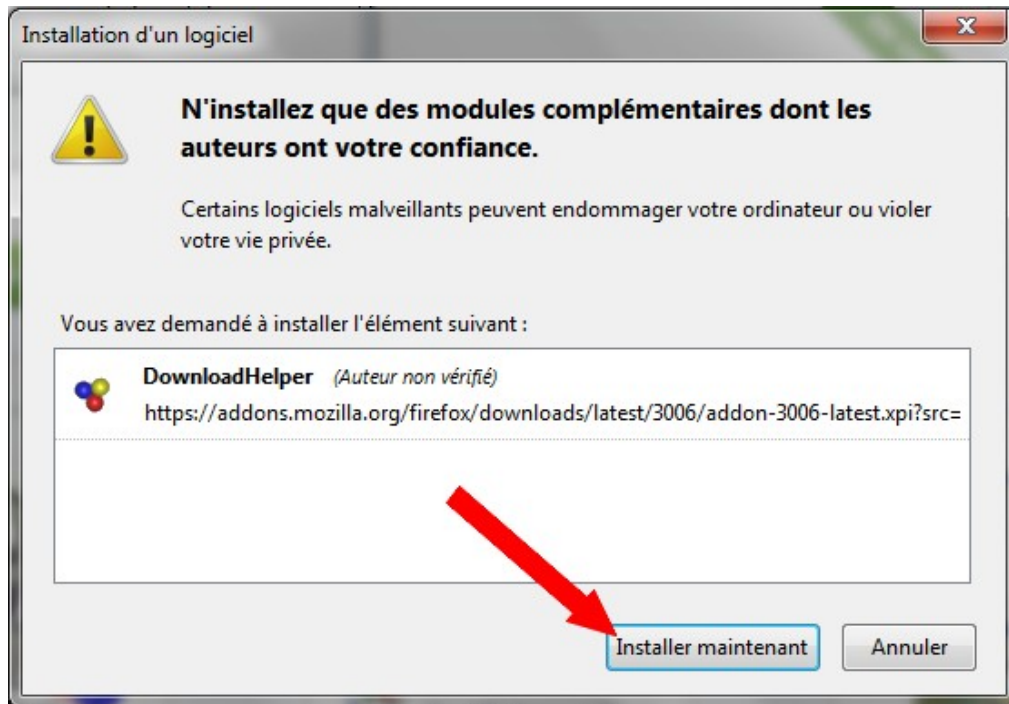 Installation d'un logiciel
N'installez que des modules complémentaires dont les
auteurs ont votre confiance.
Certains logiciels malveillants peuvent endommager votre ordinateur ou violer
votre vie privée.
Vous avez demandé à installer l'élément suivant :
DownloadHelper (Auteur non vérifié)
https://addons.mozilla.org/firefox/downloads/latest/3006/addon-3006-latest.xpi?src=
Installer maintenant Annuler